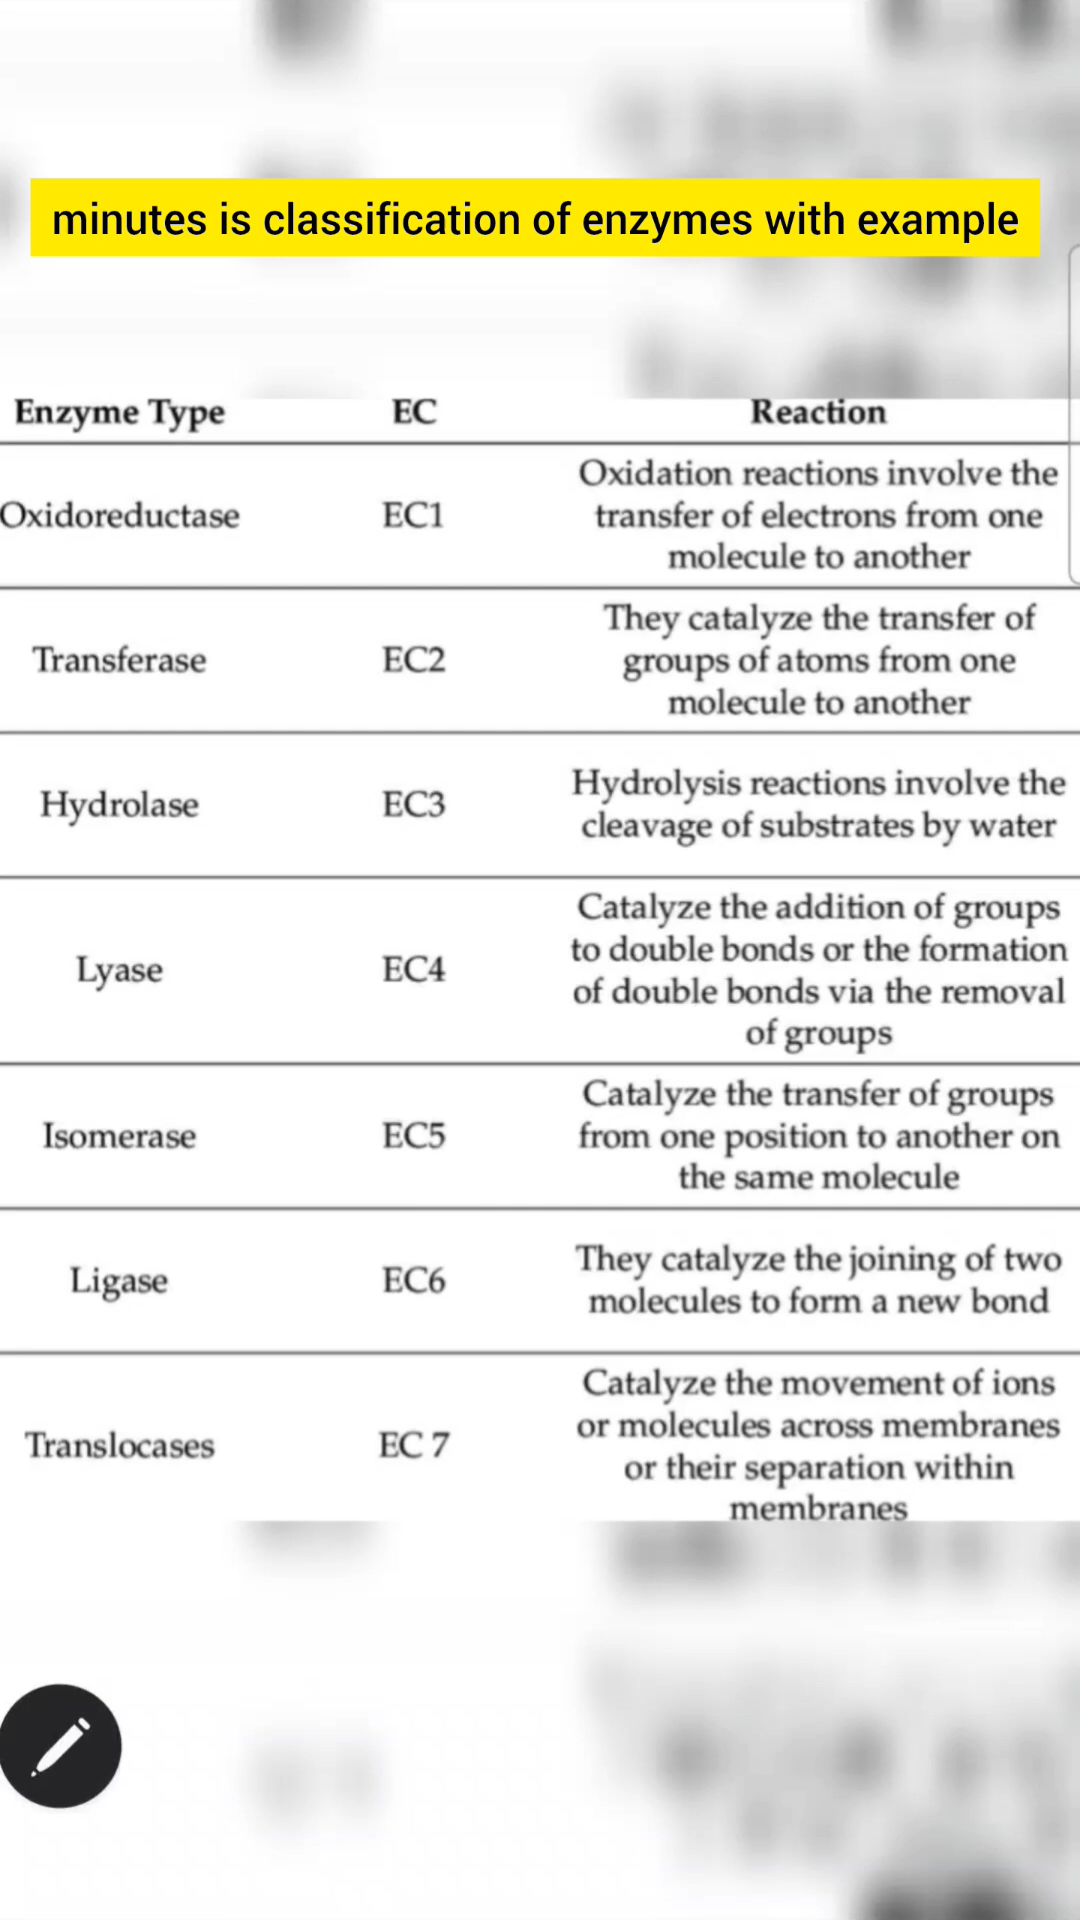 minutes is classification of enzymes with example
Enzyme Type EC Reaction
Oxidation reactions involve the
Oxidoreductase EC1 transfer of electrons from one
molecule to another
They catalyze the transfer of
Transferase EC2 groups of atoms from one
molecule to another
Hydrolysis reactions involve the
Hydrolase EC3
cleavage of substrates by water
Catalyze the addition of groups
to double bonds or the formation
Lyase EC4
of double bonds via the removal
of groups
Catalyze the transfer of groups
Isomerase EC5 from one position to another on
the same molecule
They catalyze the joining of two
Ligase EC6
molecules to form a new bond
Catalyze the movement of ions
or molecules across membranes
Translocases EC 7
or their separation within
membranes